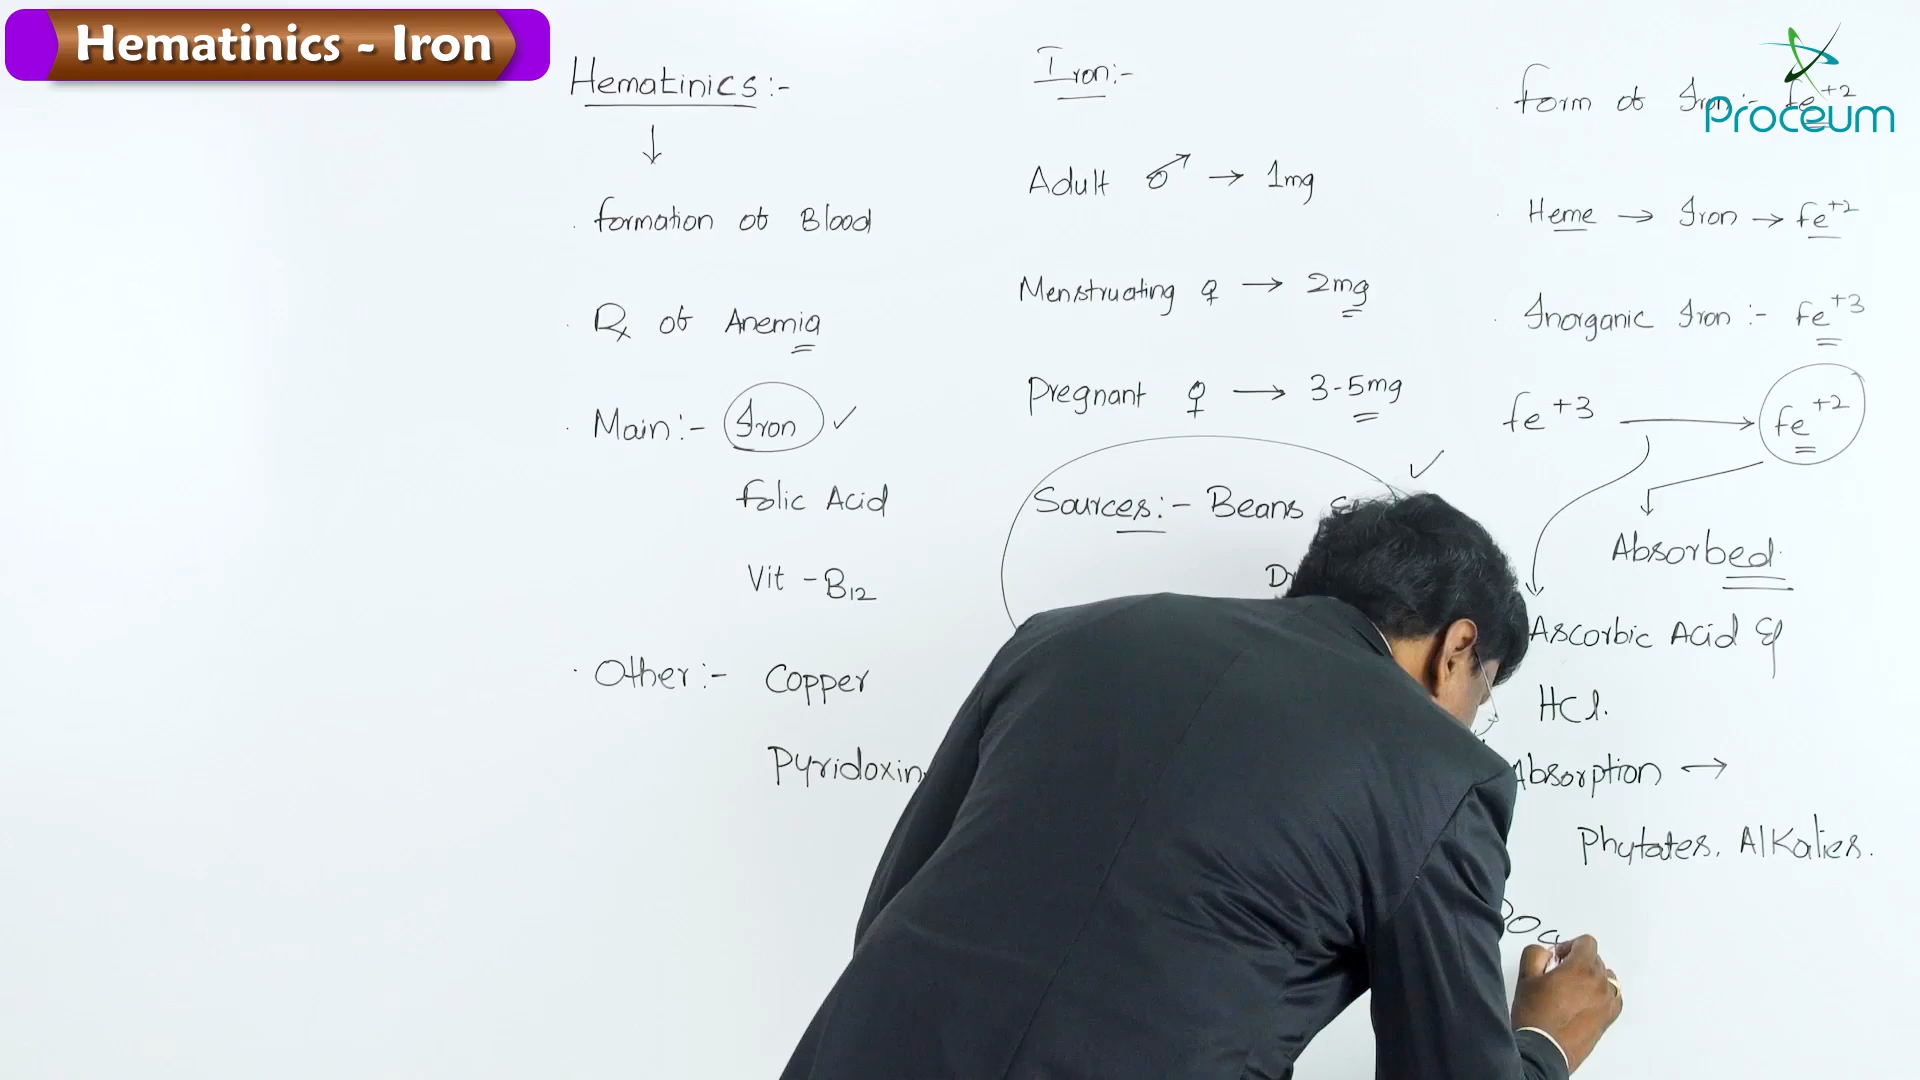 Hematinics - Iron
Proceum
Hematinics :-
↓
· formation of Blood
· Rx of Anemia
· Main :- Iron ✓
Folic Acid
Vit - B12
· Other :- Copper
Iron :-
Adult ♂ → 1mg
Menstruating ♀ → 2mg
Pregnant ♀ → 3-5mg
✓
Sources :- Beans
· form of Iron :- fe+2
· Heme → Iron → fe+2
· Inorganic Iron :- fe+3
fe+3 → fe+2
Absorbed.
Ascorbic Acid &
HCl.
Absorption →
Phytates. Alkalies.